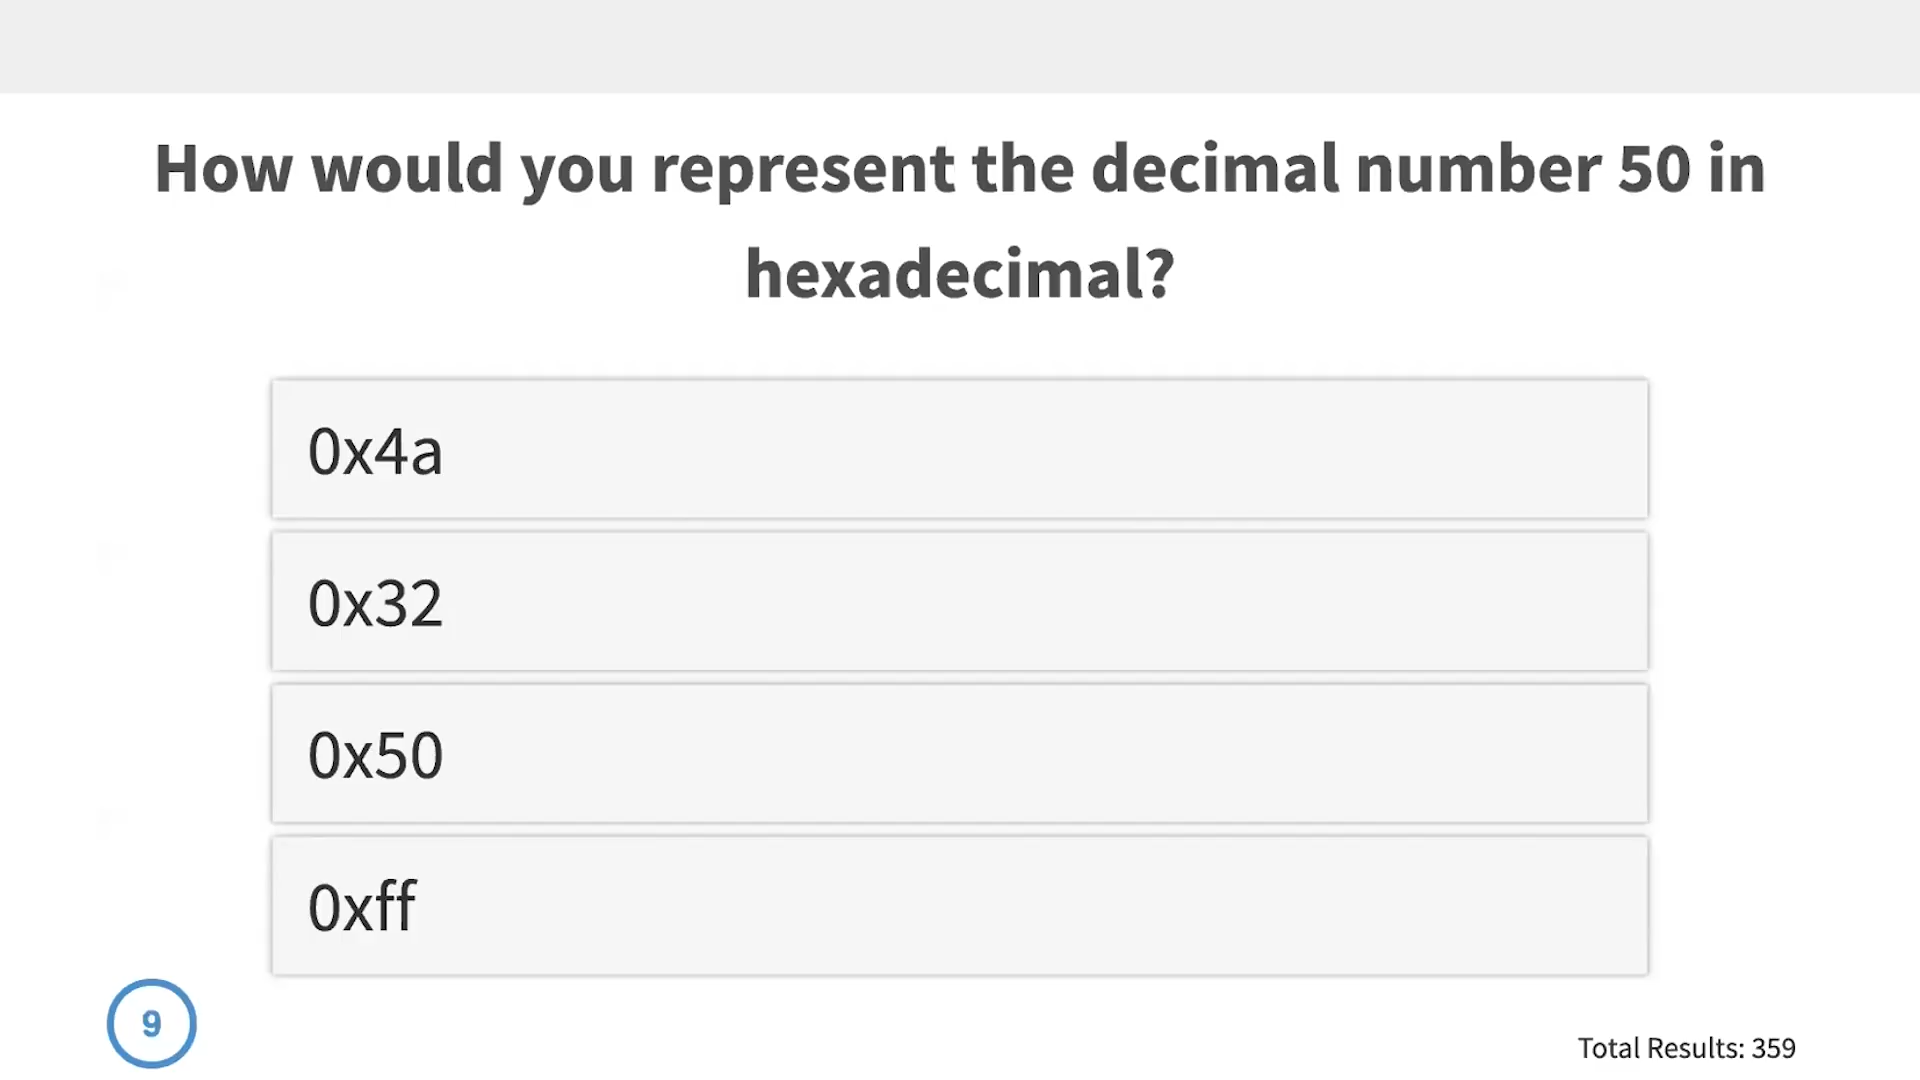 How would you represent the decimal number 50 in
hexadecimal?
0x4a
0x32
0x50
0xff
9
Total Results: 359